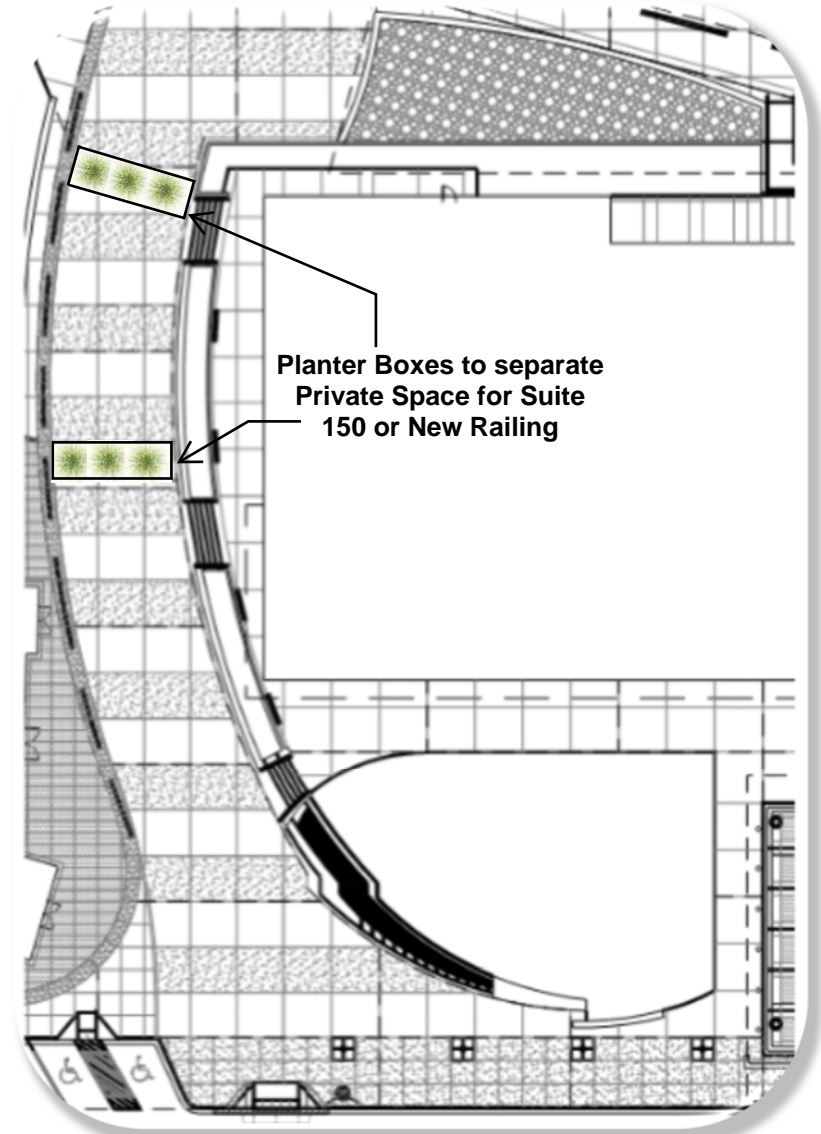 Planter Boxes to separate
Private Space for Suite
150 or New Railing